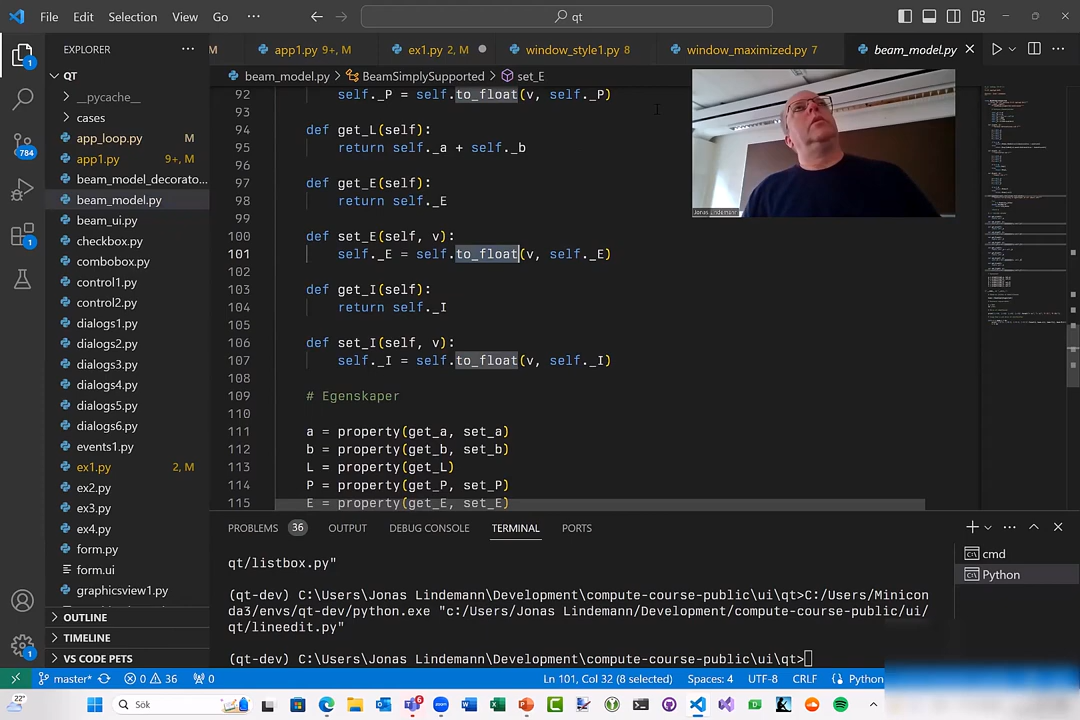 File Edit Selection View Go ··· qt
EXPLORER ···
M app1.py 9+, M ex1.py 2, M window_style1.py 8 window_maximized.py 7 beam_model.py
beam_model.py > BeamSimplySupported > set_E
QT
__pycache__
cases
app_loop.py M
app1.py 9+, M
beam_model_decorato...
beam_model.py
beam_ui.py
checkbox.py
combobox.py
control1.py
control2.py
dialogs1.py
dialogs2.py
dialogs3.py
dialogs4.py
dialogs5.py
dialogs6.py
events1.py
ex1.py 2, M
ex2.py
ex3.py
ex4.py
form.py
form.ui
graphicsview1.py
OUTLINE
TIMELINE
VS CODE PETS
1
784
1
1
92 self._P = self.to_float(v, self._P)
93
94 def get_L(self):
95 return self._a + self._b
96
97 def get_E(self):
98 return self._E
99
100 def set_E(self, v):
101 self._E = self.to_float(v, self._E)
102
103 def get_I(self):
104 return self._I
105
106 def set_I(self, v):
107 self._I = self.to_float(v, self._I)
108
109 # Egenskaper
110
111 a = property(get_a, set_a)
112 b = property(get_b, set_b)
113 L = property(get_L)
114 P = property(get_P, set_P)
115 E = property(get_E, set_E)
Jonas Lindemann
PROBLEMS 36 OUTPUT DEBUG CONSOLE TERMINAL PORTS
cmd
Python
qt/listbox.py"
(qt-dev) C:\Users\Jonas Lindemann\Development\compute-course-public\ui\qt>C:/Users/Minico
nda3/envs/qt-dev/python.exe "c:/Users/Jonas Lindemann/Development/compute-course-public/ui/
qt/lineedit.py"
(qt-dev) C:\Users\Jonas Lindemann\Development\compute-course-public\ui\qt>
master* 0 36 0 Ln 101, Col 32 (8 selected) Spaces: 4 UTF-8 CRLF Python
22° Sök